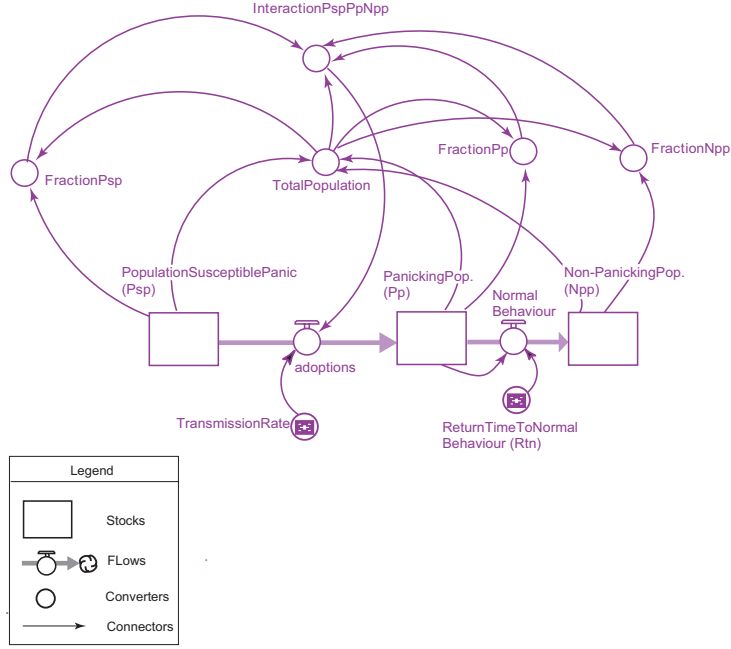 InteractionPspPpNpp
FractionPp
FractionNpp
FractionPsp
TotalPopulation
PopulationSusceptiblePanic
(Psp)
PanickingPop.
(Pp)
Non-PanickingPop.
(Npp)
Normal
Behaviour
adoptions
TransmissionRate
ReturnTimeToNormal
Behaviour (Rtn)
Legend
Stocks
FLows
Converters
Connectors